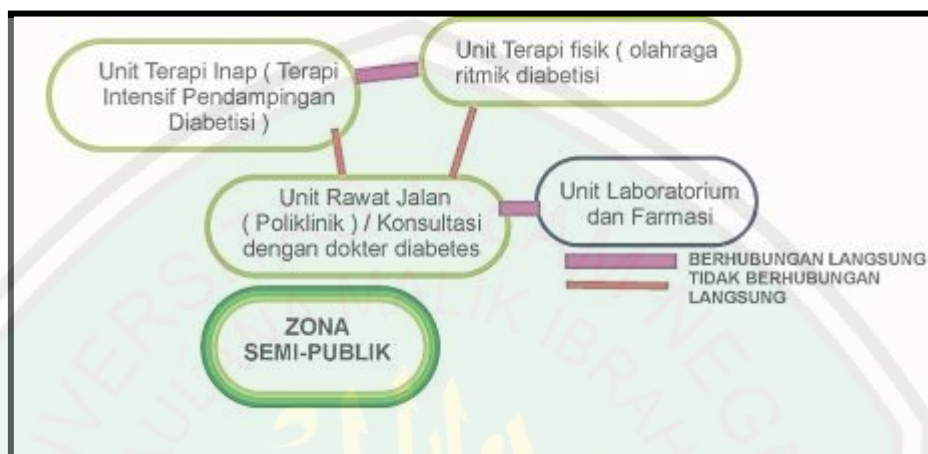 Unit Terapi Inap ( Terapi
Intensif Pendampingan
Diabetisi )
Unit Terapi fisik ( olahraga
ritmik diabetisi
Unit Rawat Jalan
( Poliklinik ) / Konsultasi
dengan dokter diabetes
Unit Laboratorium
dan Farmasi
BERHUBUNGAN LANGSUNG
TIDAK BERHUBUNGAN
LANGSUNG
ZONA
SEMI-PUBLIK